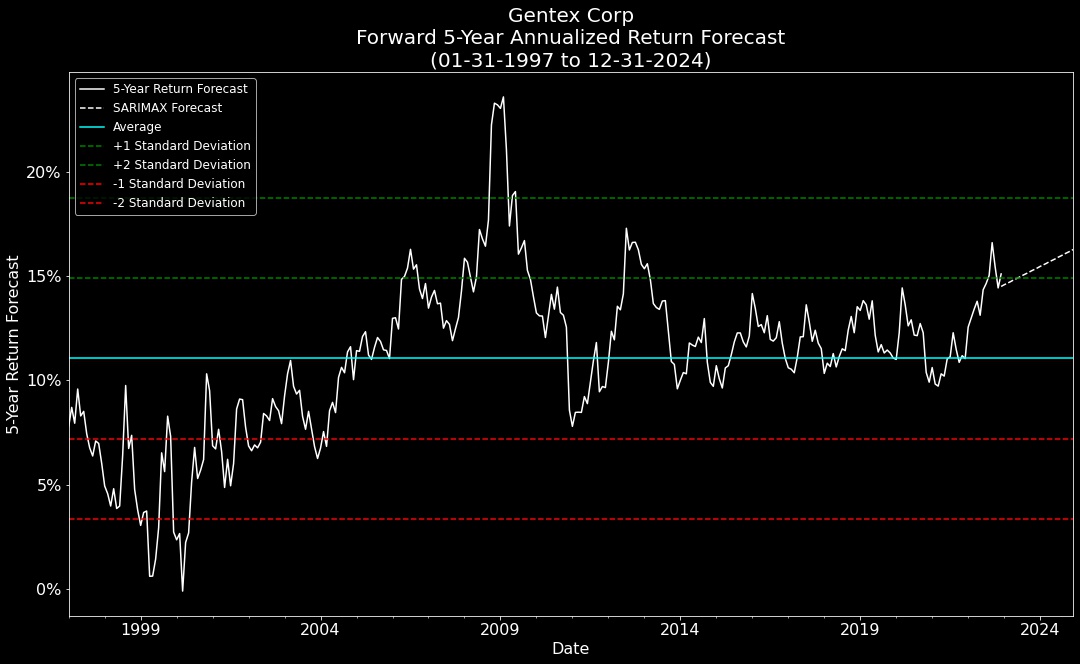 Gentex Corp
Forward 5-Year Annualized Return Forecast
(01-31-1997 to 12-31-2024)
5-Year Return Forecast
SARIMAX Forecast
Average
+1 Standard Deviation
+2 Standard Deviation
-1 Standard Deviation
-2 Standard Deviation
5-Year Return Forecast
20%
15%
10%
5%
0%
1999 2004 2009 2014 2019 2024
Date